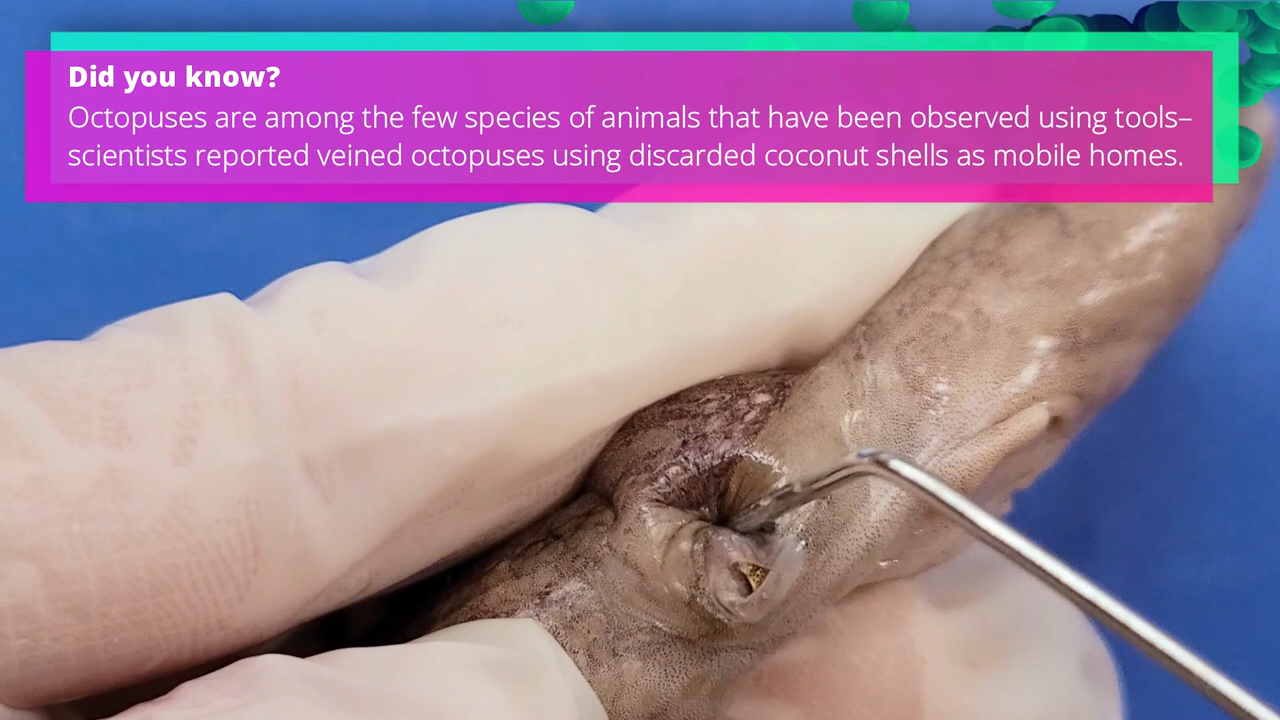 Did you know?
Octopuses are among the few species of animals that have been observed using tools–
scientists reported veined octopuses using discarded coconut shells as mobile homes.